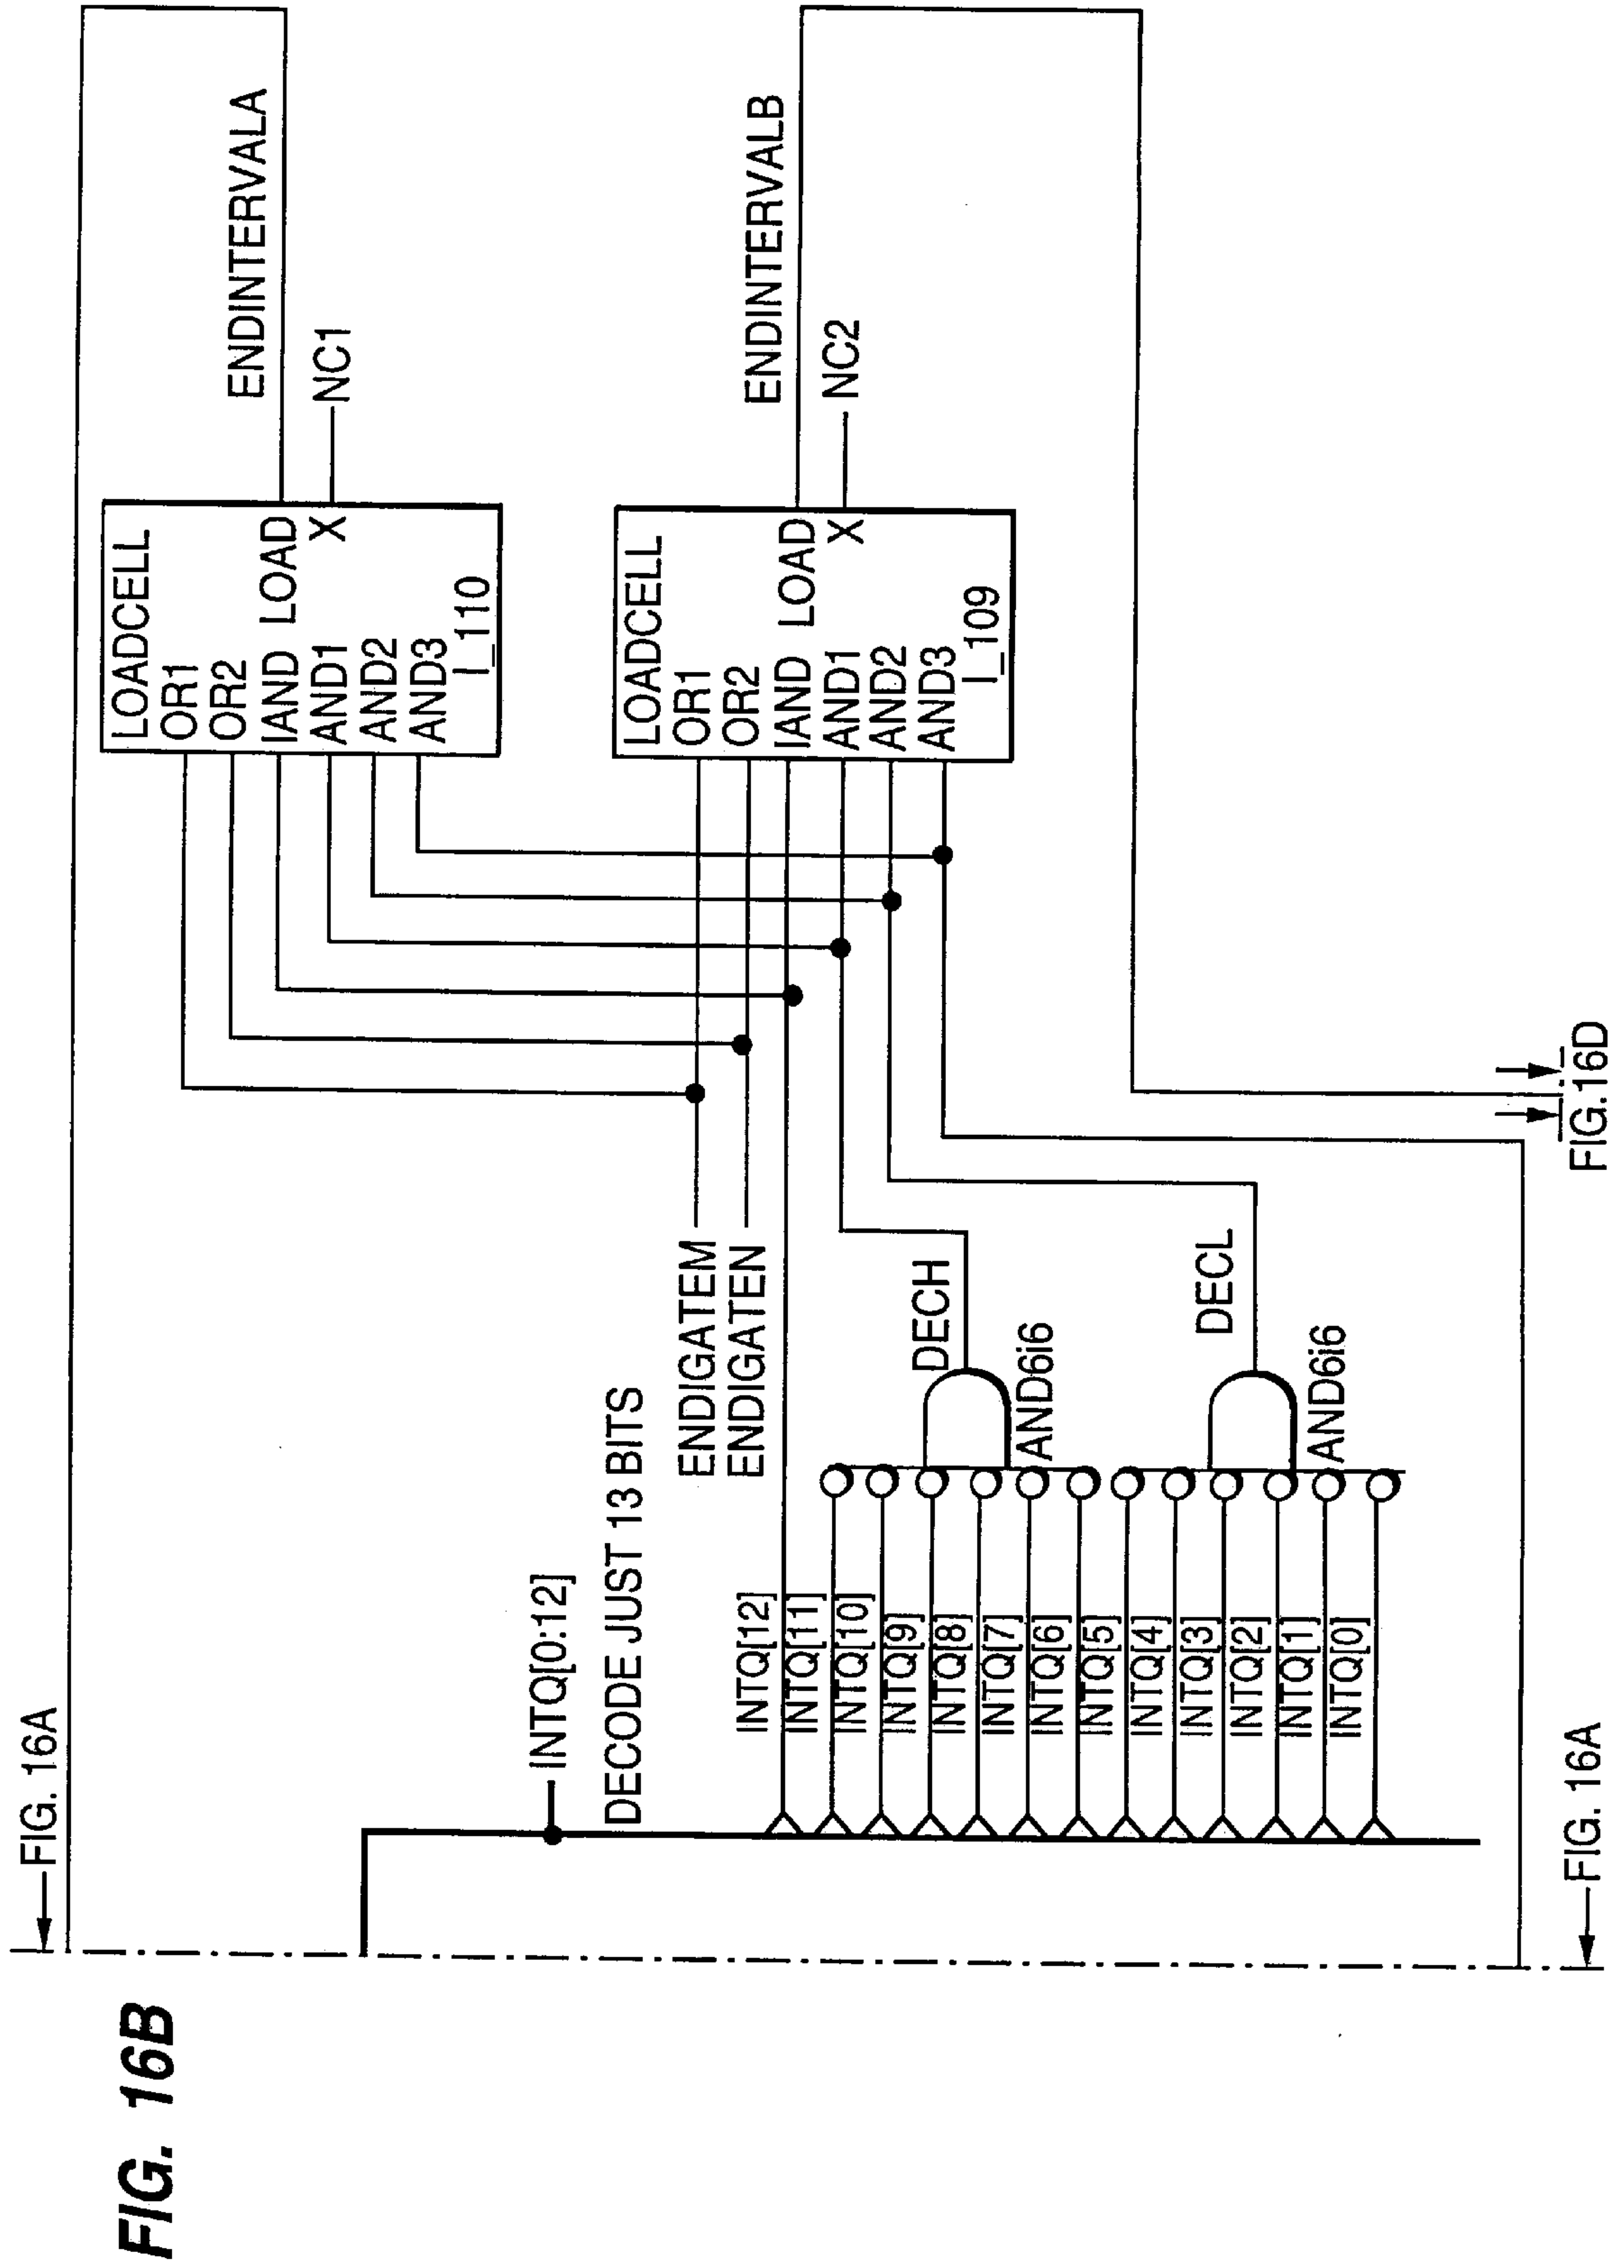 FIG. 16B
FIG. 16A
ENDINTERVALA
NC1
LOADCELL
OR1
OR2
IAND LOAD
AND1 X
AND2
AND3
I_110
INTQ[0:12]
DECODE JUST 13 BITS
ENDINTERVALB
NC2
LOADCELL
OR1
OR2
IAND LOAD
AND1 X
AND2
AND3
I_109
ENDIGATEM
ENDIGATEN
INTQ[12]
INTQ[11]
INTQ[10]
INTQ[9]
INTQ[8]
INTQ[7]
INTQ[6]
INTQ[5]
INTQ[4]
INTQ[3]
INTQ[2]
INTQ[1]
INTQ[0]
DECH
AND6i6
DECL
AND6i6
FIG. 16A
FIG.16D